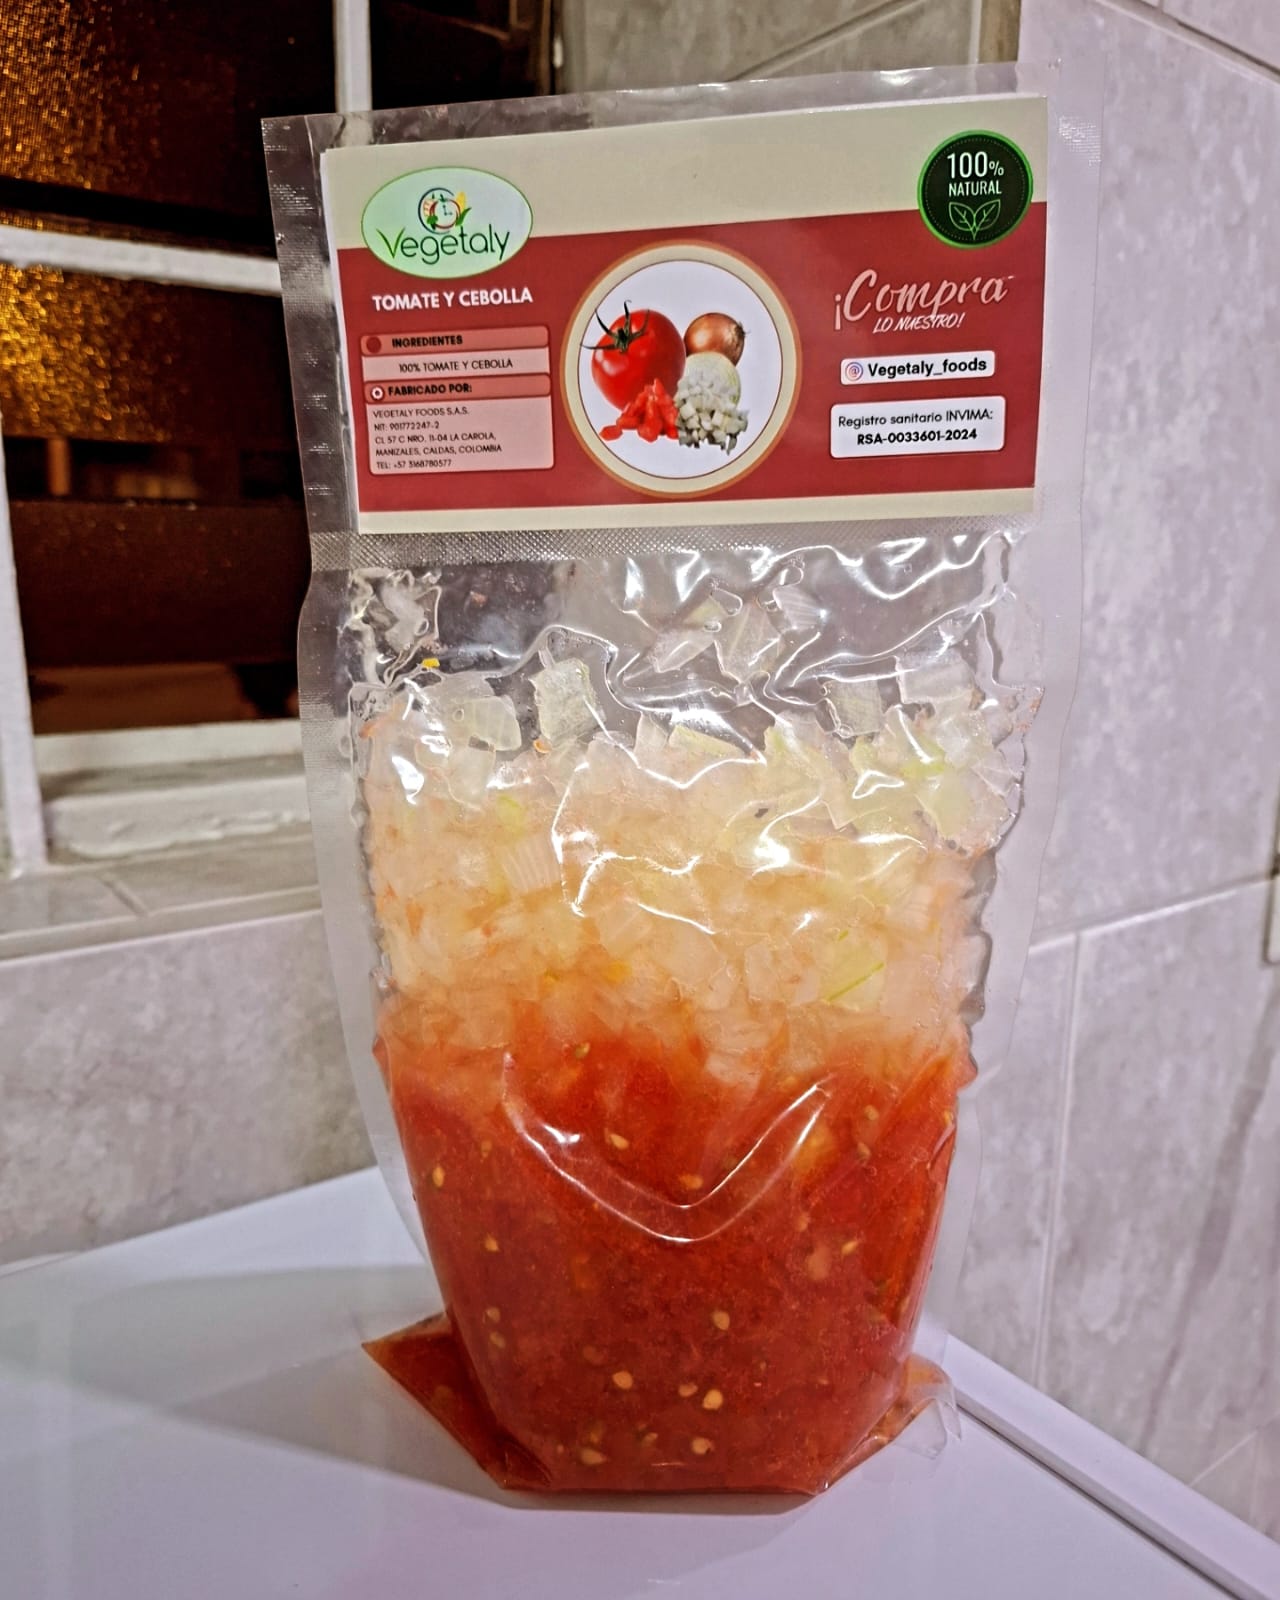 100%
NATURAL
Vegetaly
TOMATE Y CEBOLLA
INGREDIENTES
100% TOMATE Y CEBOLLA
FABRICADO POR:
VEGETALY FOODS S.A.S.
NIT: 901772247-2
CL 57 C NRO. 11-04 LA CAROLA,
MANIZALES, CALDAS, COLOMBIA
TEL: +57 3168780577
¡Compra
LO NUESTRO!
Vegetaly_foods
Registro sanitario INVIMA:
RSA-0033601-2024